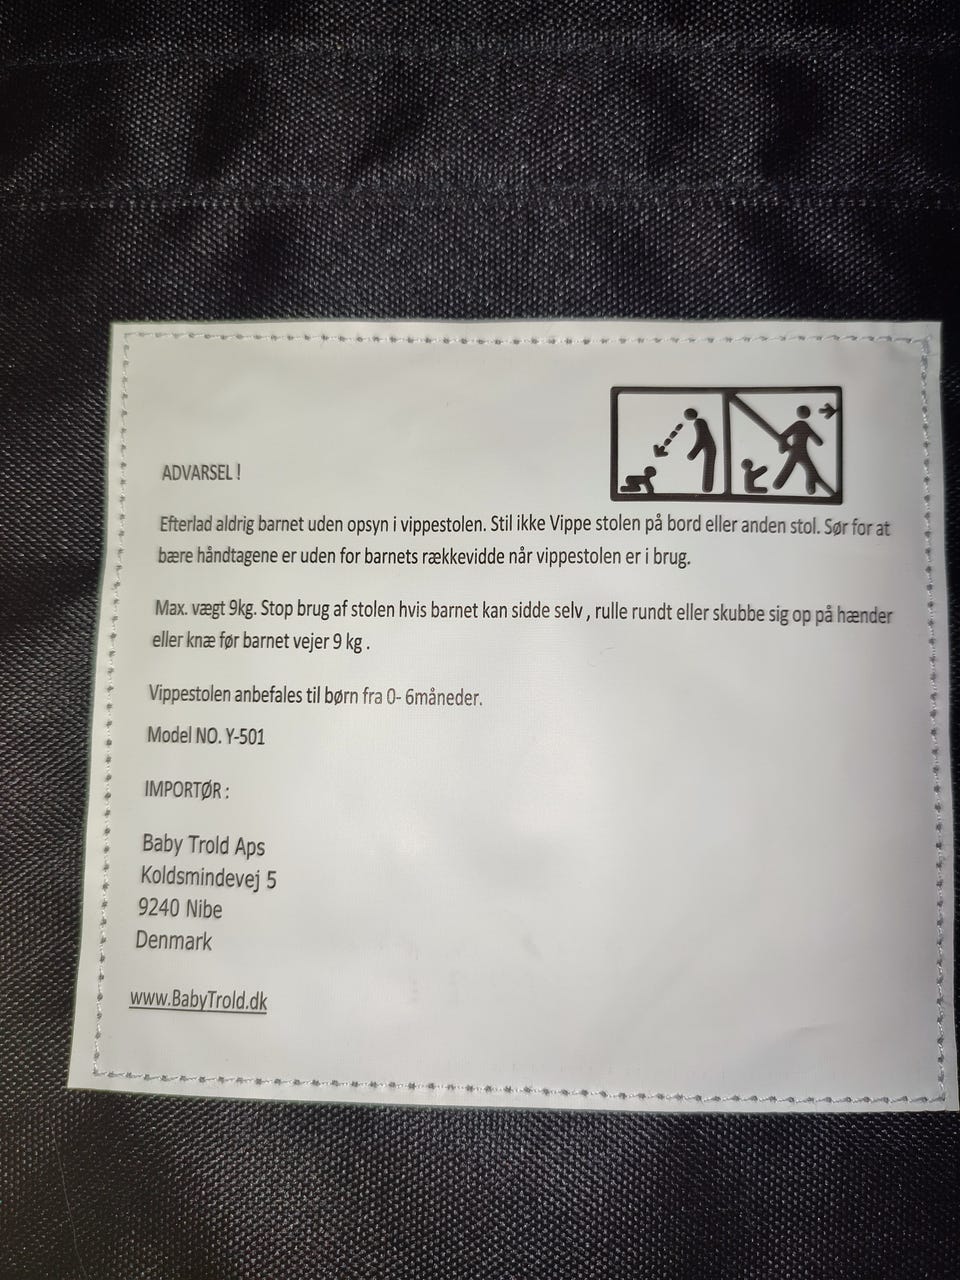 ADVARSEL !
Efterlad aldrig barnet uden opsyn i vippestolen. Stil ikke Vippe stolen på bord eller anden stol. Sør for at
bære håndtagene er uden for barnets rækkevidde når vippestolen er i brug.
Max. vægt 9kg. Stop brug af stolen hvis barnet kan sidde selv , rulle rundt eller skubbe sig op på hænder
eller knæ før barnet vejer 9 kg .
Vippestolen anbefales til børn fra 0- 6måneder.
Model NO. Y-501
IMPORTØR :
Baby Trold Aps
Koldsmindevej 5
9240 Nibe
Denmark
www.BabyTrold.dk